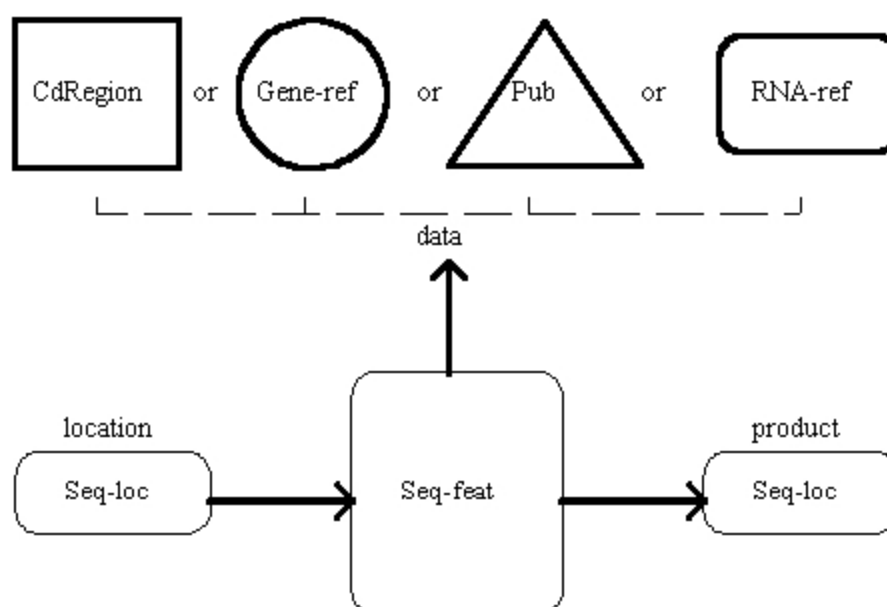 CdRegion or Gene-ref or Pub or RNA-ref
data
location product
Seq-loc Seq-feat Seq-loc